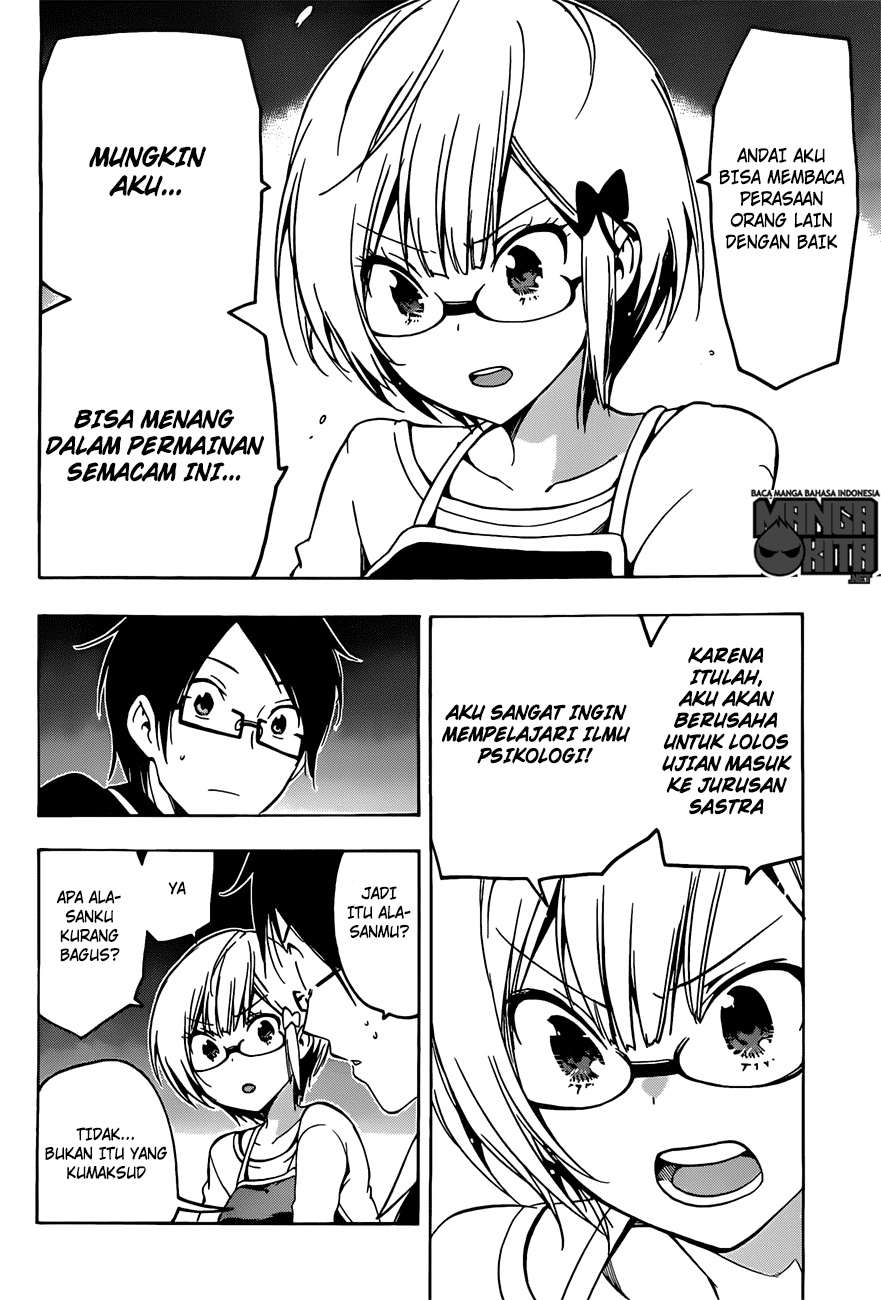 ANDAI AKU
BISA MEMBACA
PERASAAN
ORANG LAIN
DENGAN BAIK
MUNGKIN
AKU...
BISA MENANG
DALAM PERMAINAN
SEMACAM INI...
BACA MANGA BAHASA INDONESIA
MANGA
KITA
.NET
KARENA
ITULAH,
AKU AKAN
BERUSAHA
UNTUK LOLOS
UJIAN MASUK
KE JURUSAN
SASTRA
AKU SANGAT INGIN
MEMPELAJARI ILMU
PSIKOLOGI!
JADI
ITU ALA-
SANMU?
YA
APA ALA-
SANKU
KURANG
BAGUS?
TIDAK...
BUKAN ITU YANG
KUMAKSUD